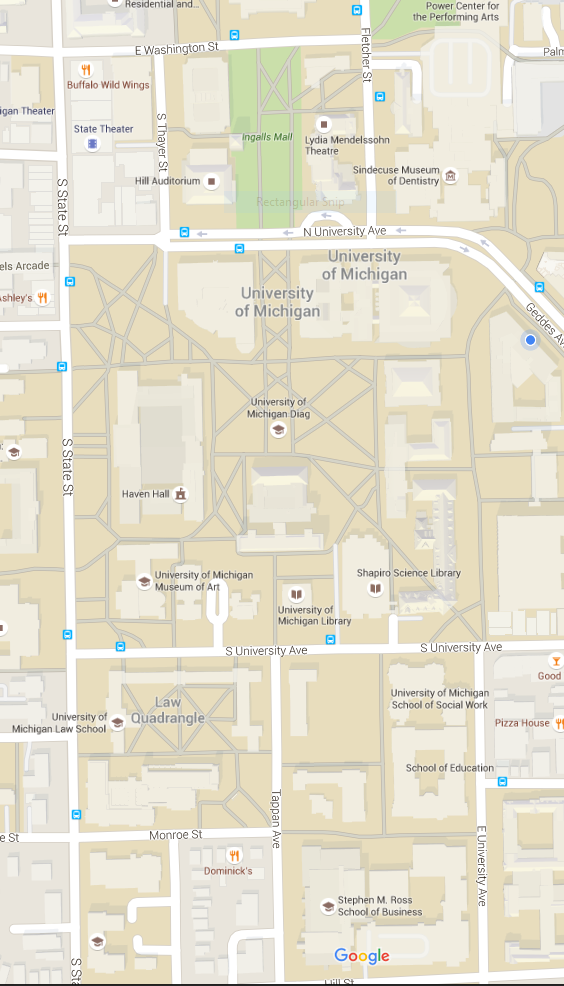 Residential and...
Power Center for
the Performing Arts
E Washington St
Fletcher St
Palm
Buffalo Wild Wings
igan Theater
State Theater
S Thayer St
Ingalls Mall
Lydia Mendelssohn
Theatre
Hill Auditorium
Sindecuse Museum
of Dentistry
S State St
Rectangular Snip
N University Ave
University
of Michigan
els Arcade
Ashley's
University
of Michigan
Geddes Av
University of
Michigan Diag
S State St
Haven Hall
University of Michigan
Museum of Art
Shapiro Science Library
University of
Michigan Library
S University Ave
S University Ave
Good
Law
Quadrangle
University of
Michigan Law School
University of Michigan
School of Social Work
Pizza House
School of Education
Tappan Ave
E University Ave
e St
Monroe St
Dominick's
Stephen M. Ross
School of Business
Google
S Sta
Hill St